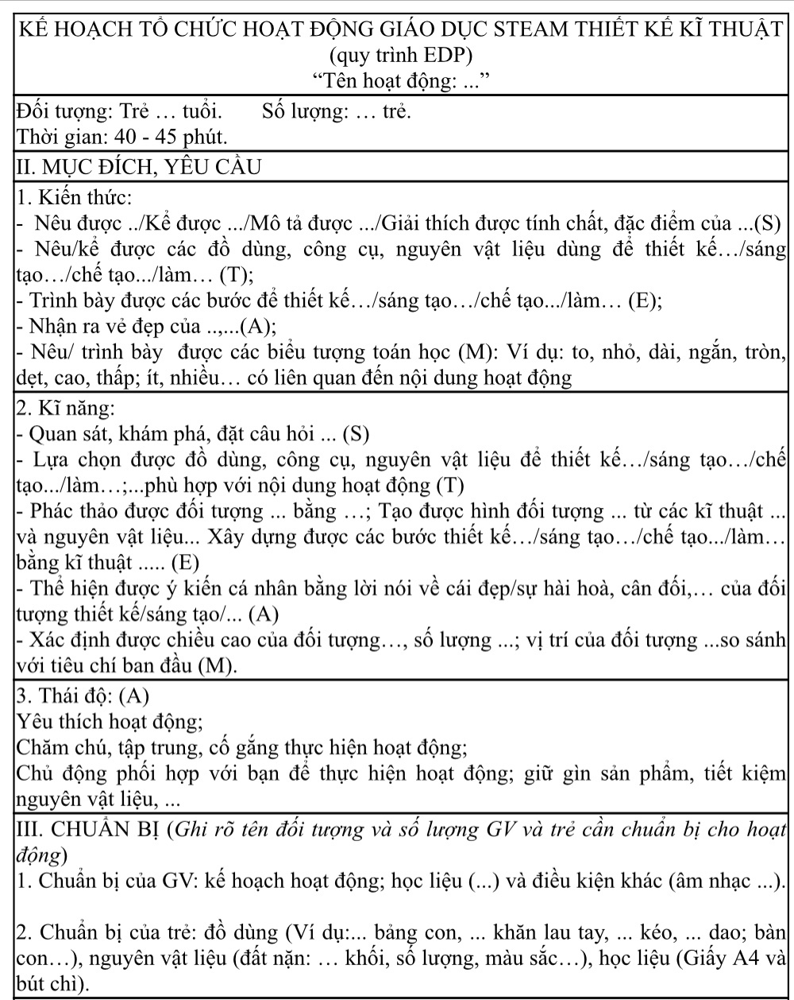 KẾ HOẠCH TỔ CHỨC HOẠT ĐỘNG GIÁO DỤC STEAM THIẾT KẾ KĨ THUẬT
(quy trình EDP)
“Tên hoạt động: ...”
Đối tượng: Trẻ … tuổi. Số lượng: … trẻ.
Thời gian: 40 - 45 phút.
II. MỤC ĐÍCH, YÊU CẦU
1. Kiến thức:
- Nêu được ../Kể được .../Mô tả được .../Giải thích được tính chất, đặc điểm của ...(S)
- Nêu/kể được các đồ dùng, công cụ, nguyên vật liệu dùng để thiết kế…/sáng
tạo…/chế tạo.../làm… (T);
- Trình bày được các bước để thiết kế…/sáng tạo…/chế tạo.../làm… (E);
- Nhận ra vẻ đẹp của ..,...(A);
- Nêu/ trình bày được các biểu tượng toán học (M): Ví dụ: to, nhỏ, dài, ngắn, tròn,
dẹt, cao, thấp; ít, nhiều… có liên quan đến nội dung hoạt động
2. Kĩ năng:
- Quan sát, khám phá, đặt câu hỏi ... (S)
- Lựa chọn được đồ dùng, công cụ, nguyên vật liệu để thiết kế…/sáng tạo…/chế
tạo.../làm…;...phù hợp với nội dung hoạt động (T)
- Phác thảo được đối tượng ... bằng …; Tạo được hình đối tượng ... từ các kĩ thuật ...
và nguyên vật liệu... Xây dựng được các bước thiết kế…/sáng tạo…/chế tạo.../làm…
bằng kĩ thuật ..... (E)
- Thể hiện được ý kiến cá nhân bằng lời nói về cái đẹp/sự hài hoà, cân đối,… của đối
tượng thiết kế/sáng tạo/... (A)
- Xác định được chiều cao của đối tượng…, số lượng ...; vị trí của đối tượng ...so sánh
với tiêu chí ban đầu (M).
3. Thái độ: (A)
Yêu thích hoạt động;
Chăm chú, tập trung, cố gắng thực hiện hoạt động;
Chủ động phối hợp với bạn để thực hiện hoạt động; giữ gìn sản phẩm, tiết kiệm
nguyên vật liệu, ...
III. CHUẨN BỊ (Ghi rõ tên đối tượng và số lượng GV và trẻ cần chuẩn bị cho hoạt
động)
1. Chuẩn bị của GV: kế hoạch hoạt động; học liệu (...) và điều kiện khác (âm nhạc ...).
2. Chuẩn bị của trẻ: đồ dùng (Ví dụ:... bảng con, ... khăn lau tay, ... kéo, ... dao; bàn
con…), nguyên vật liệu (đất nặn: … khối, số lượng, màu sắc…), học liệu (Giấy A4 và
bút chì).